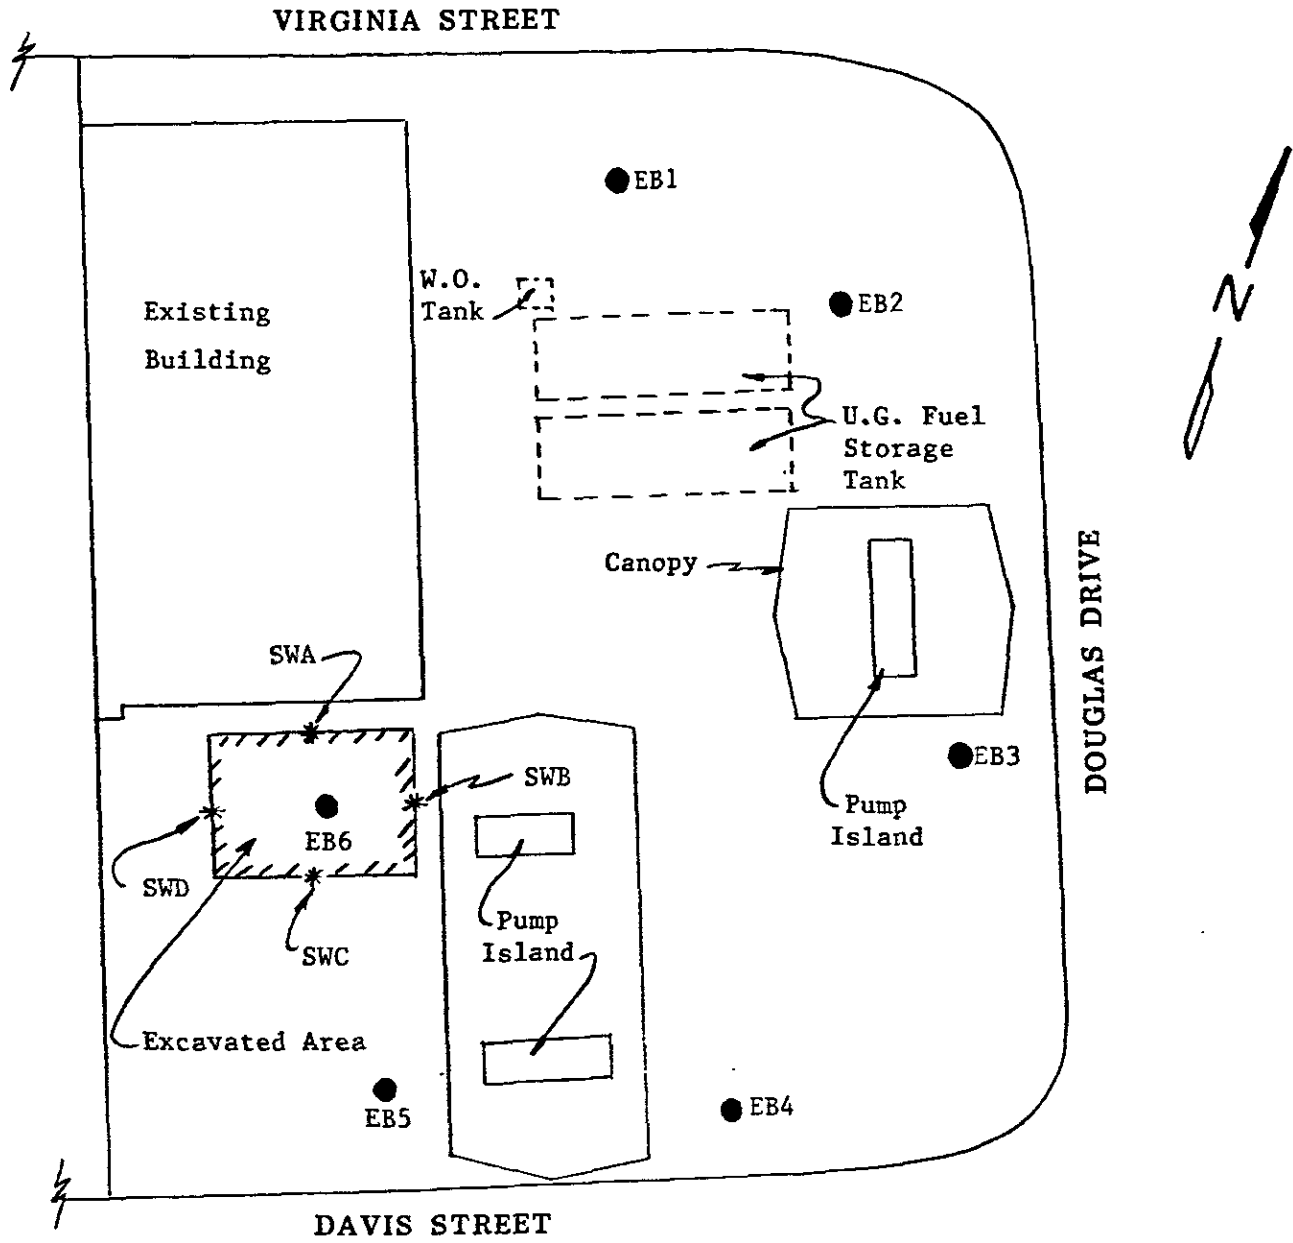 VIRGINIA STREET
EB1
W.O.
Tank
EB2
Existing
Building
N
U.G. Fuel
Storage
Tank
Canopy
DOUGLAS DRIVE
SWA
EB3
SWB
Pump
Island
EB6
SWD
Pump
Island
SWC
Excavated Area
EB5
EB4
DAVIS STREET